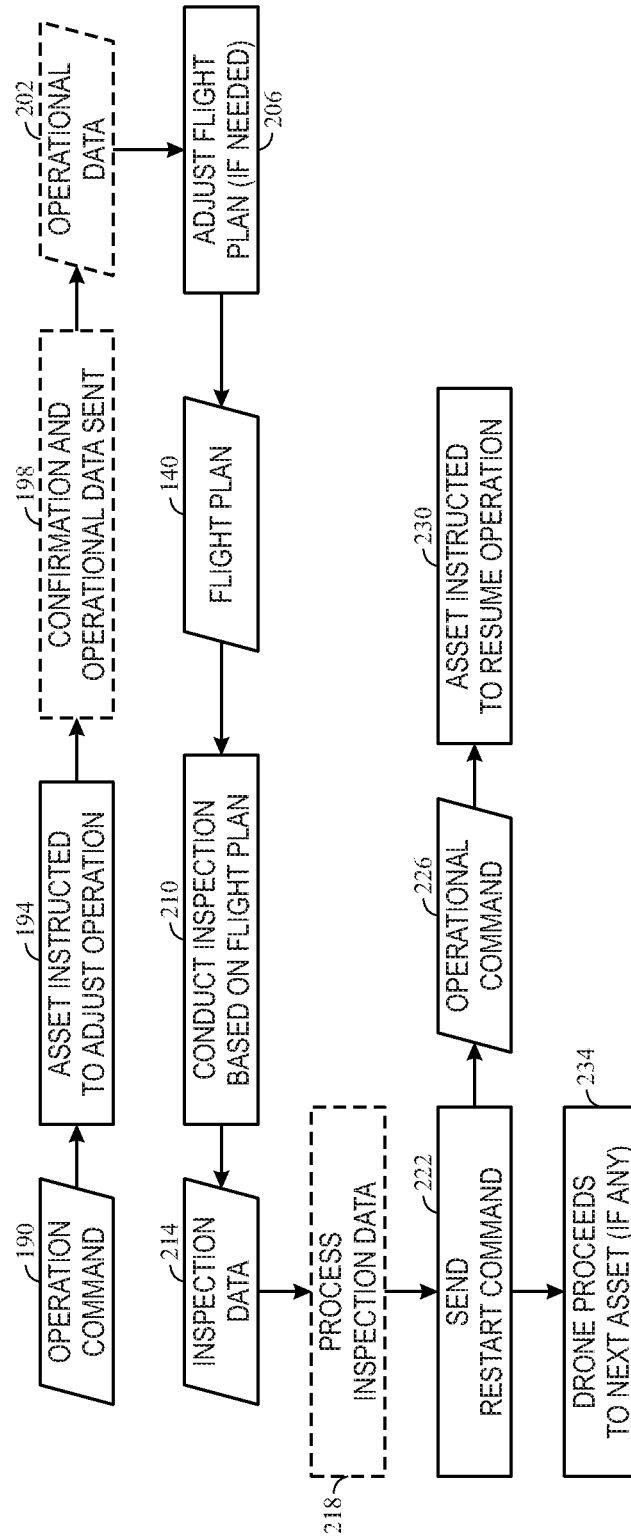 190
OPERATION
COMMAND
194
ASSET INSTRUCTED
TO ADJUST OPERATION
198
CONFIRMATION AND
OPERATIONAL DATA SENT
202
OPERATIONAL
DATA
ADJUST FLIGHT
PLAN (IF NEEDED)
206
140
FLIGHT PLAN
210
CONDUCT INSPECTION
BASED ON FLIGHT PLAN
214
INSPECTION
DATA
PROCESS
INSPECTION DATA
218
222
SEND
RESTART COMMAND
226
OPERATIONAL
COMMAND
230
ASSET INSTRUCTED
TO RESUME OPERATION
234
DRONE PROCEEDS
TO NEXT ASSET (IF ANY)